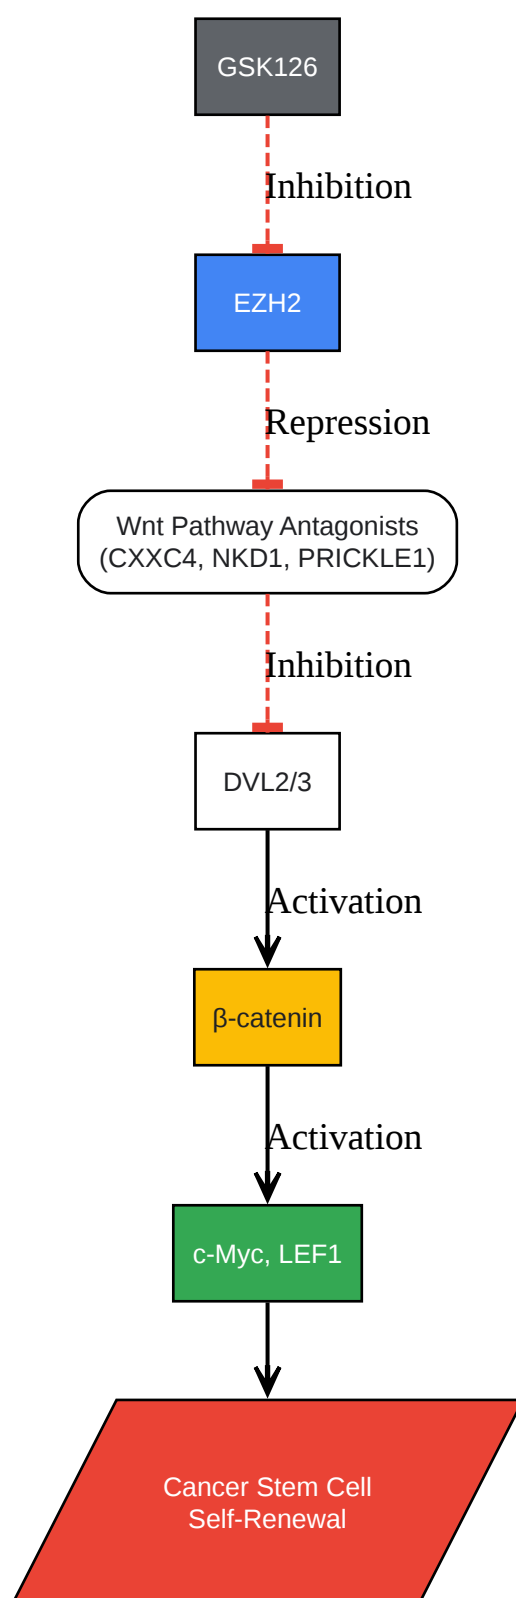 GSK126
Inhibition
EZH2
Repression
Wnt Pathway Antagonists
(CXXC4, NKD1, PRICKLE1)
Inhibition
DVL2/3
Activation
β-catenin
Activation
c-Myc, LEF1
Cancer Stem Cell
Self-Renewal